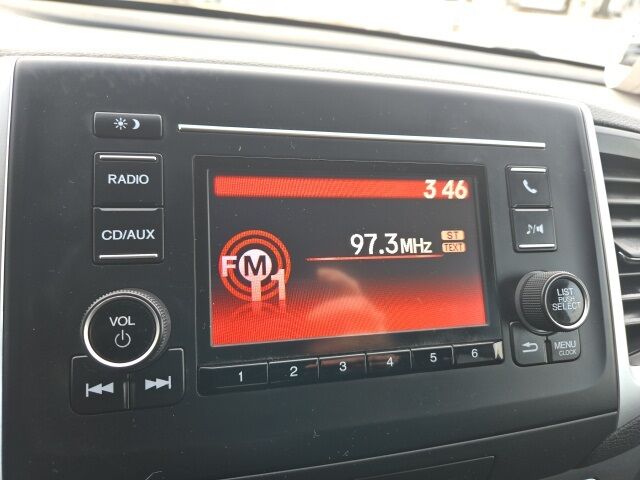 RADIO
CD/AUX
VOL
3 46
97.3MHz
ST
TEXT
FM
11
1 2 3 4 5 6
LIST
PUSH
SELECT
MENU
CLOCK